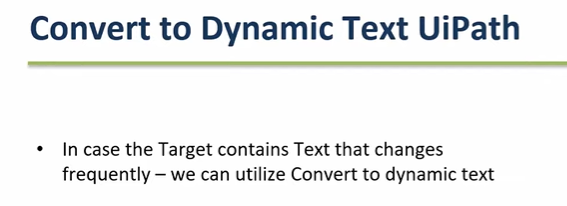 Convert to Dynamic Text UiPath
• In case the Target contains Text that changes
frequently – we can utilize Convert to dynamic text